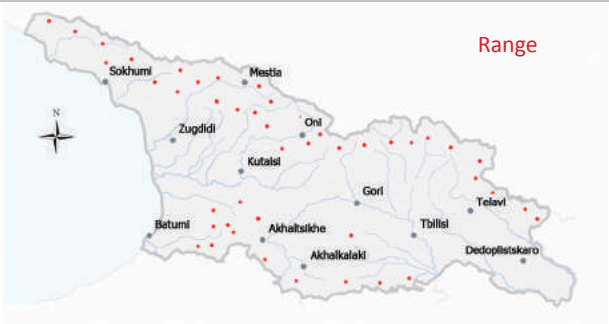 Range
Sokhumi
Mestia
N
Oni
Zugdidi
Kutaisi
Gori
Telavi
Batumi
Akhaltsikhe
Tbilisi
Akhalkalaki
Dedoplistskaro